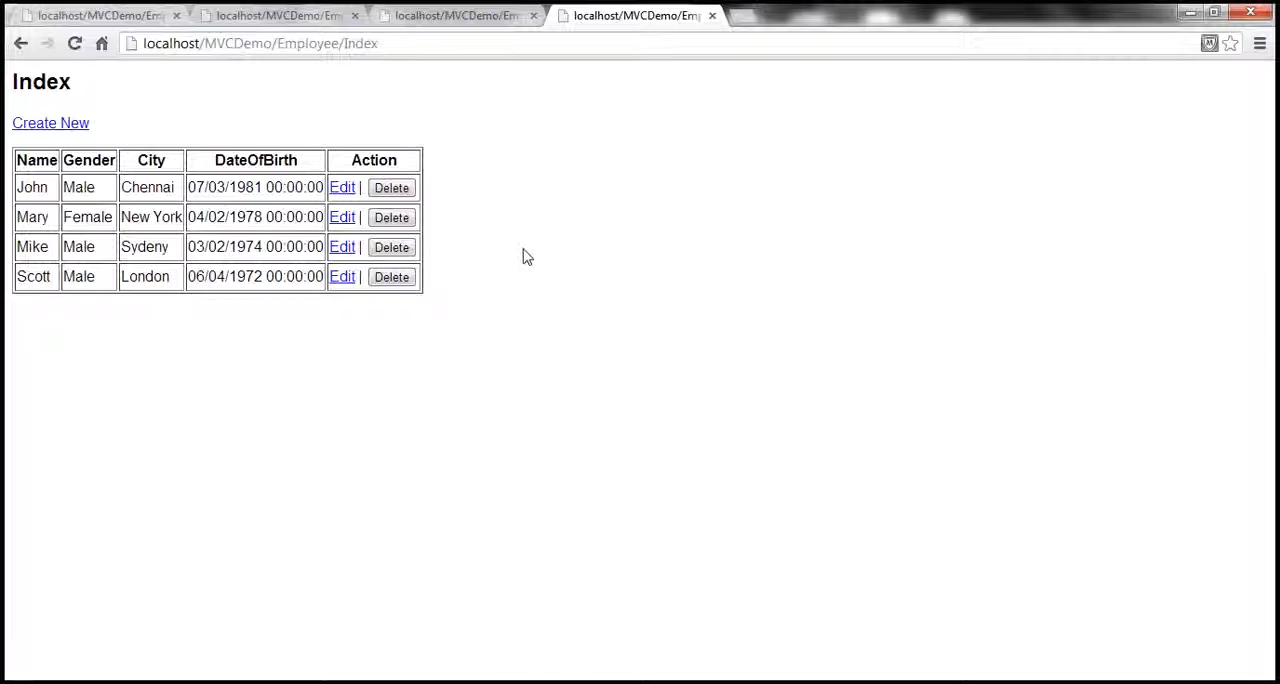 localhost/MVCDemo/Em localhost/MVCDemo/Em localhost/MVCDemo/Em localhost/MVCDemo/Em
localhost/MVCDemo/Employee/Index
Index
Create New
Name Gender City DateOfBirth Action
John Male Chennai 07/03/1981 00:00:00 Edit | Delete
Mary Female New York 04/02/1978 00:00:00 Edit | Delete
Mike Male Sydeny 03/02/1974 00:00:00 Edit | Delete
Scott Male London 06/04/1972 00:00:00 Edit | Delete